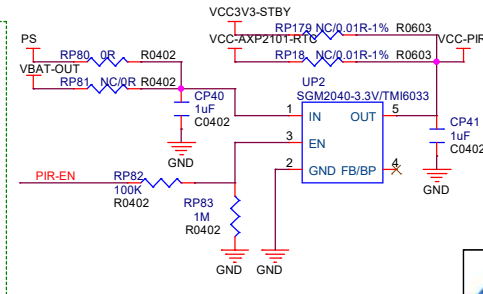 VCC3V3-STBY
RP179 NC/0.01R-1% R0603
PS
VCC-AXP2101-RTC
VCC-PIR
RP80 0R R0402
RP18 NC/0.01R-1% R0603
VBAT-OUT
RP81 NC/0R R0402
UP2
SGM2040-3.3V/TMI6033
CP40
1uF
C0402
1 IN OUT 5
CP41
1uF
C0402
3 EN
2 GND FB/BP 4
GND
GND
PIR-EN
RP82
100K
R0402
RP83
1M
R0402
GND GND